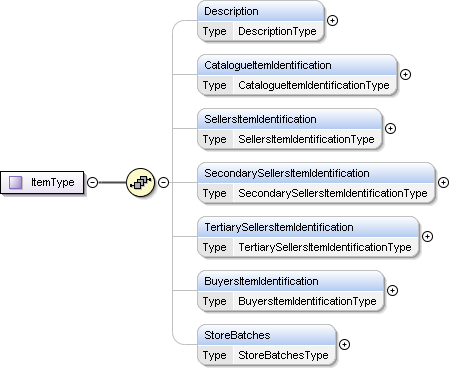 Description
Type DescriptionType
CatalogueItemIdentification
Type CatalogueItemIdentificationType
SellersItemIdentification
Type SellersItemIdentificationType
SecondarySellersItemIdentification
Type SecondarySellersItemIdentificationType
ItemType
TertiarySellersItemIdentification
Type TertiarySellersItemIdentificationType
BuyersItemIdentification
Type BuyersItemIdentificationType
StoreBatches
Type StoreBatchesType